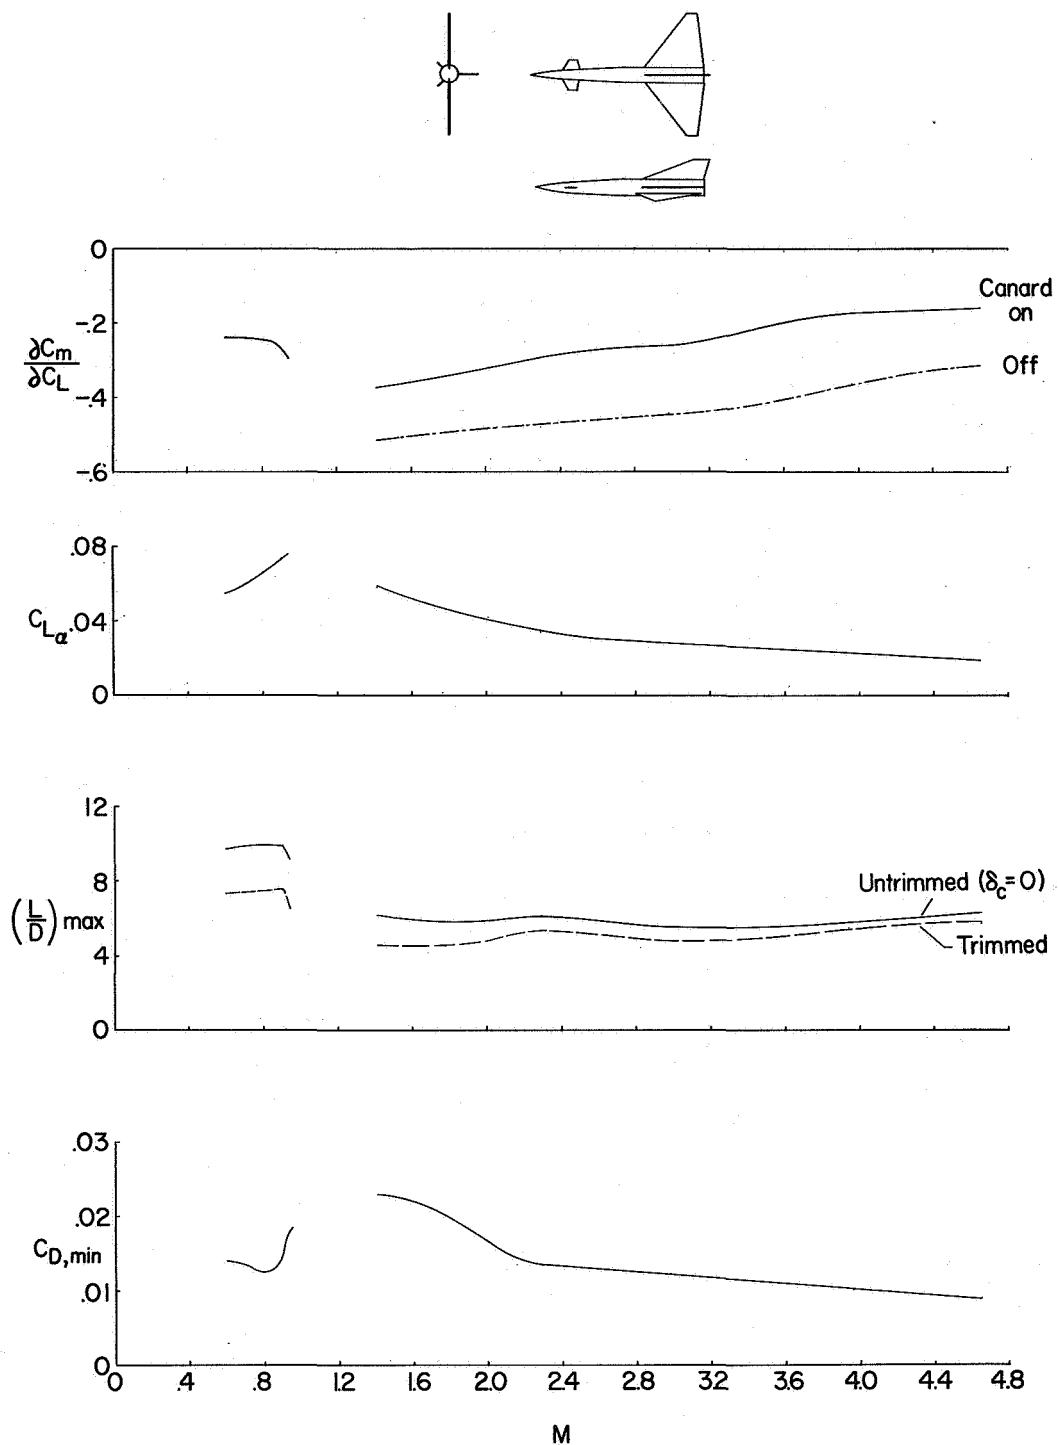 0
-.2
-.4
-.6
∂Cm
∂CL
Canard
on
Off
.08
.04
0
CLα
12
8
4
0
(L/D) max
Untrimmed (δc=0)
Trimmed
.03
.02
.01
0
CD,min
0 .4 .8 1.2 1.6 2.0 2.4 2.8 3.2 3.6 4.0 4.4 4.8
M